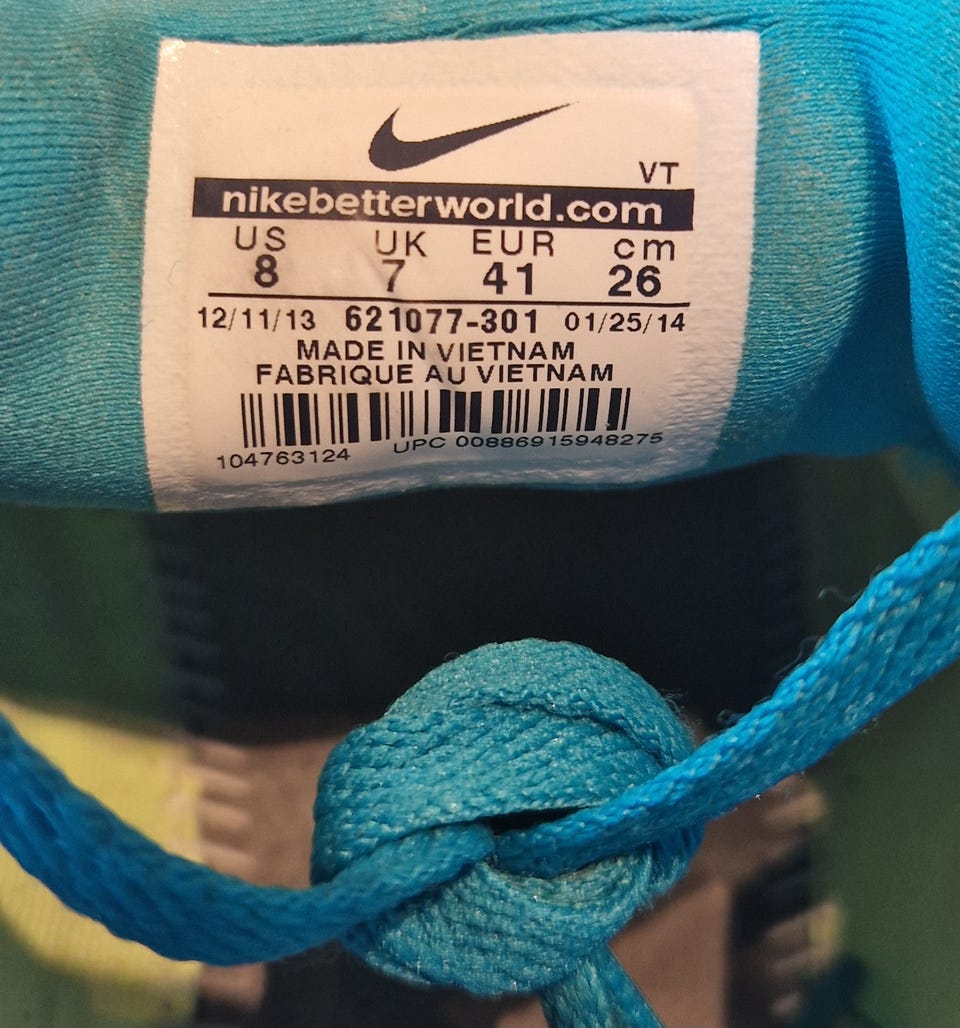 VT
nikebetterworld.com
US UK EUR cm
8 7 41 26
12/11/13 621077-301 01/25/14
MADE IN VIETNAM
FABRIQUE AU VIETNAM
104763124 UPC 00886915948275